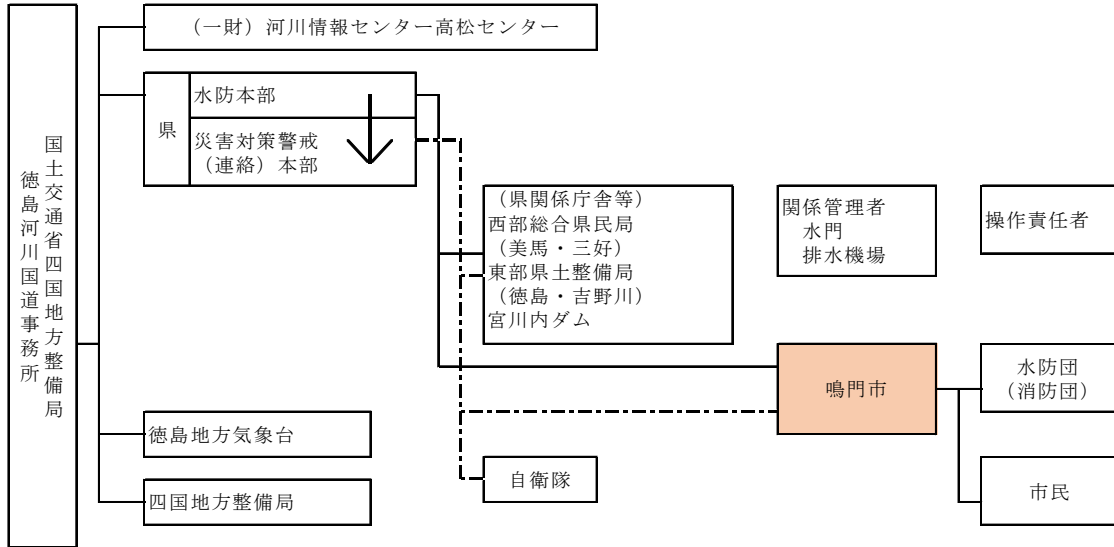 国土交通省四国地方整備局
徳島河川国道事務所
（一財）河川情報センター高松センター
県
水防本部
災害対策警戒
（連絡）本部
（県関係庁舎等）
西部総合県民局
（美馬・三好）
東部県土整備局
（徳島・吉野川）
宮川内ダム
関係管理者
水門
排水機場
操作責任者
鳴門市
水防団
（消防団）
徳島地方気象台
自衛隊
市民
四国地方整備局